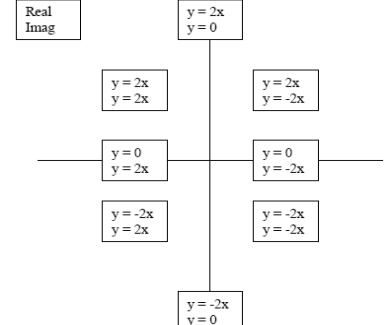 Real
Imag
y = 2x
y = 0
y = 2x
y = 2x
y = 2x
y = -2x
y = 0
y = 2x
y = 0
y = -2x
y = -2x
y = 2x
y = -2x
y = -2x
y = -2x
y = 0